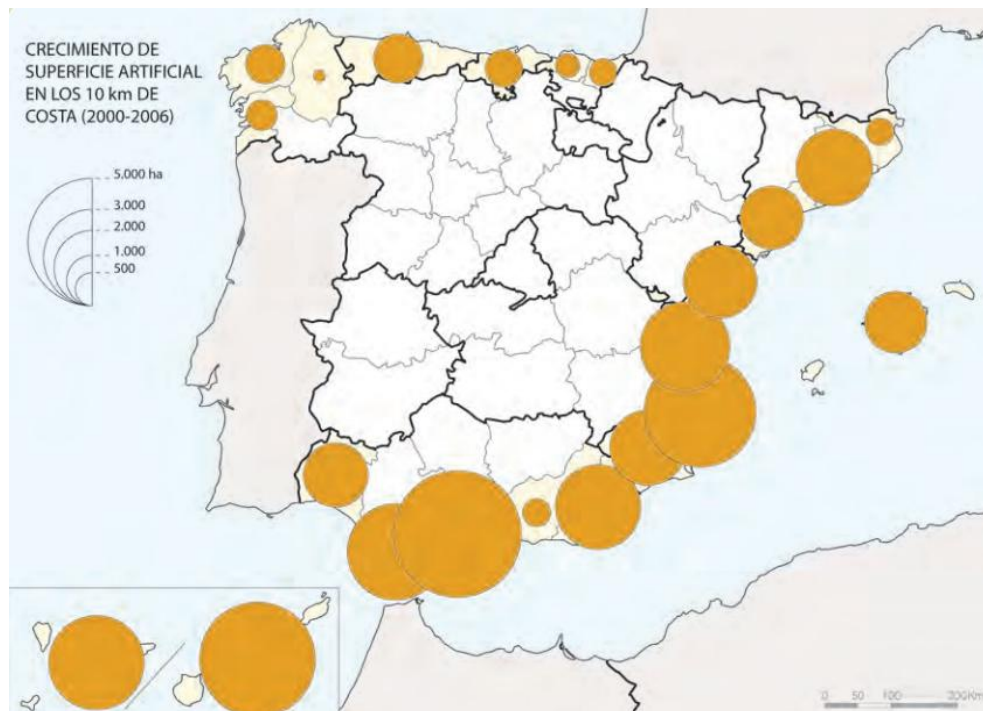 CRECIMIENTO DE
SUPERFICIE ARTIFICIAL
EN LOS 10 km DE
COSTA (2000-2006)
5.000 ha
3.000
2.000
1.000
500
0 50 100 200Km